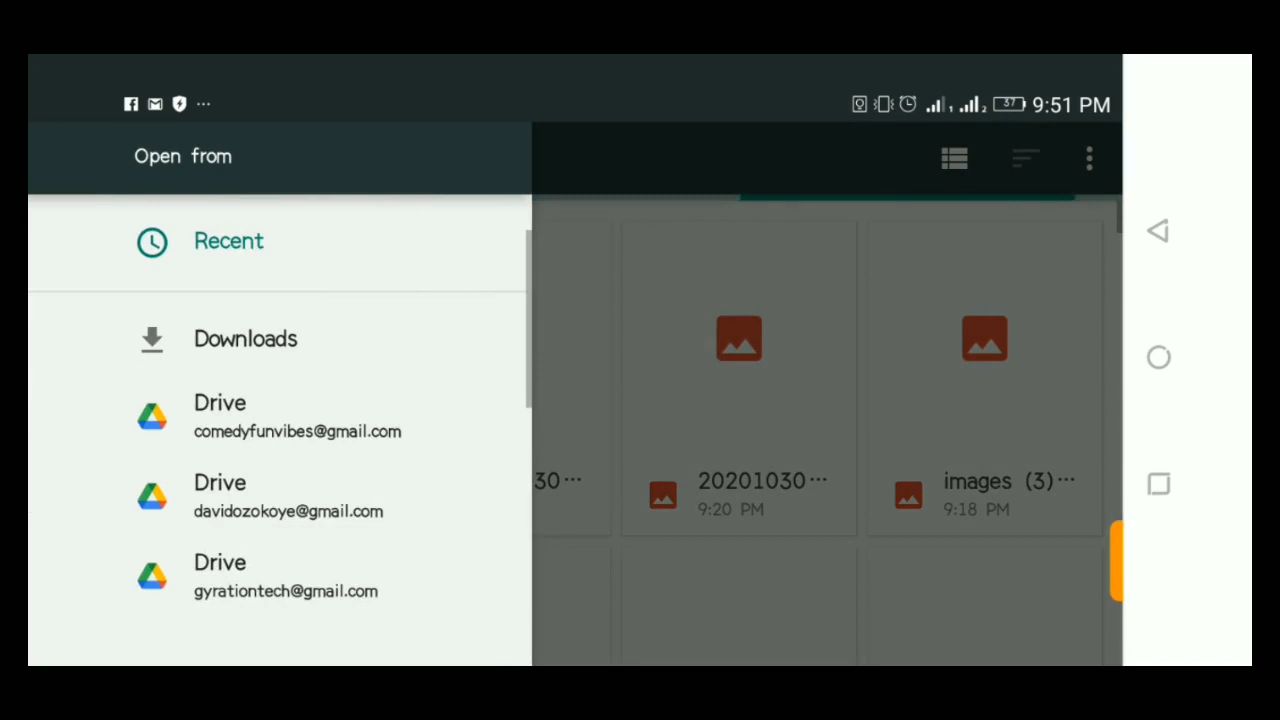 37 9:51 PM
Open from
Recent
Downloads
Drive
comedyfunvibes@gmail.com
Drive
davidozokoye@gmail.com
Drive
gyrationtech@gmail.com
30…
20201030…
9:20 PM
images (3)…
9:18 PM